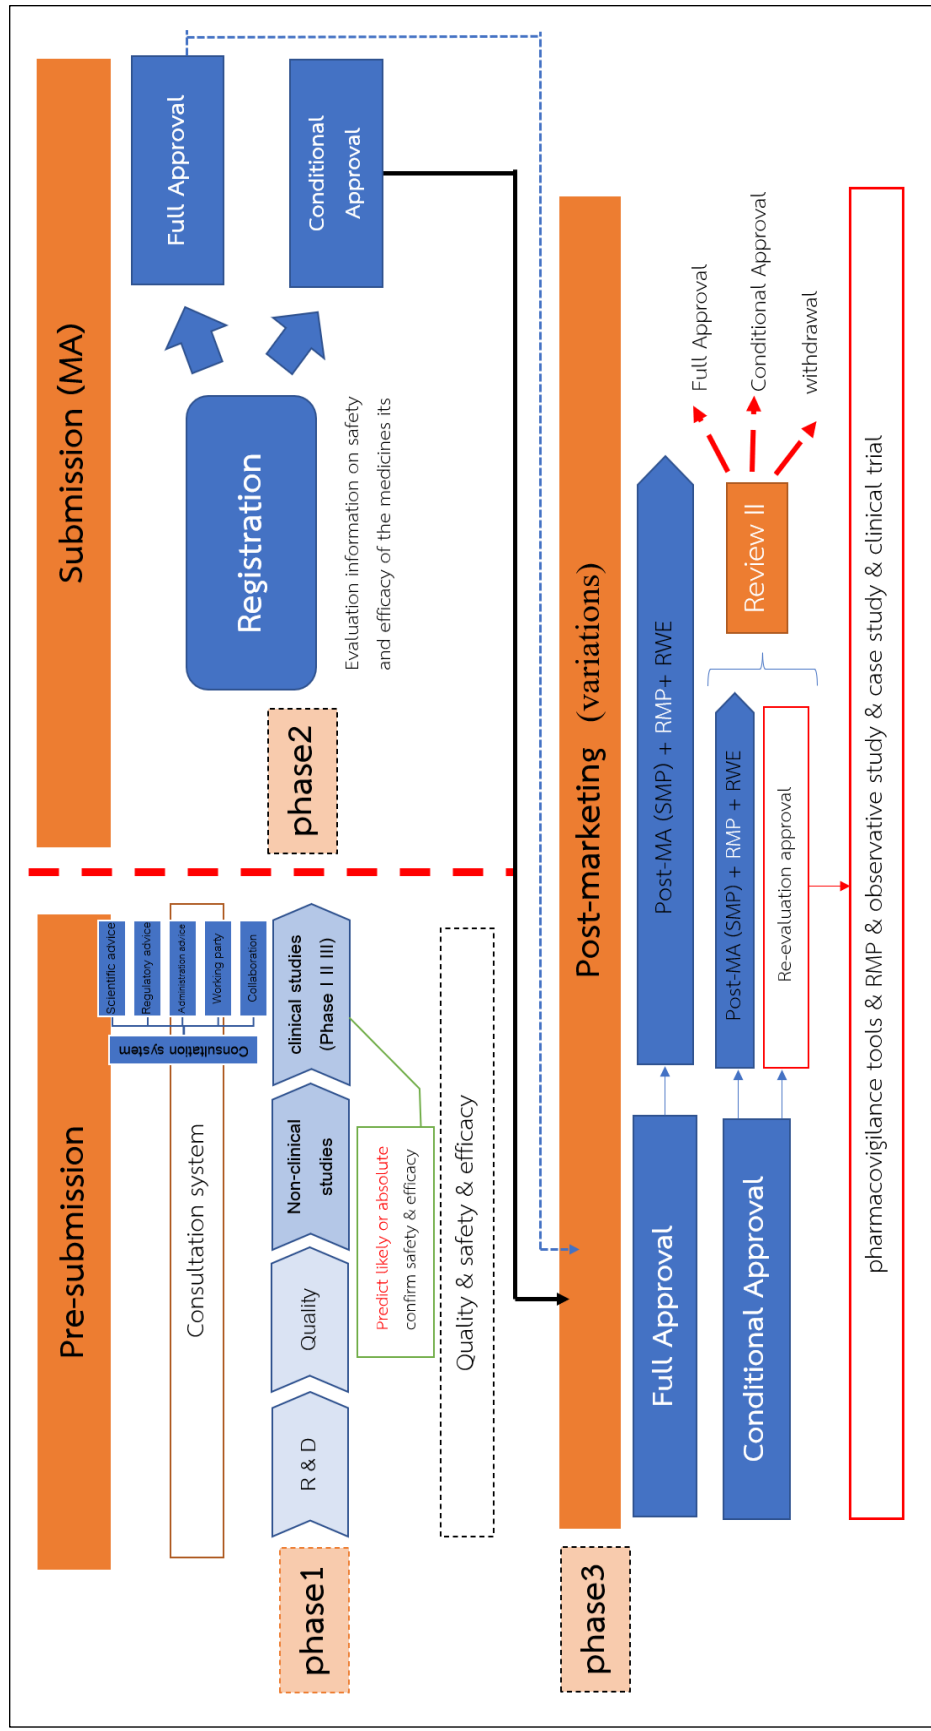 Pre-submission
Scientific advice
Regulatory advice
Administration advice
Working party
Collaboration
Consultation system
Consultation system
phase1
R & D
Quality
Non-clinical
studies
clinical studies
(Phase I II III)
Predict likely or absolute
confirm safety & efficacy
Quality & safety & efficacy
Submission (MA)
phase2
Registration
Evaluation information on safety
and efficacy of the medicines its
Full Approval
Conditional
Approval
phase3
Post-marketing (variations)
Full Approval
Post-MA (SMP) + RMP+ RWE
Conditional Approval
Post-MA (SMP) + RMP + RWE
Re-evaluation approval
Review II
Full Approval
Conditional Approval
withdrawal
pharmacovigilance tools & RMP & observative study & case study & clinical trial